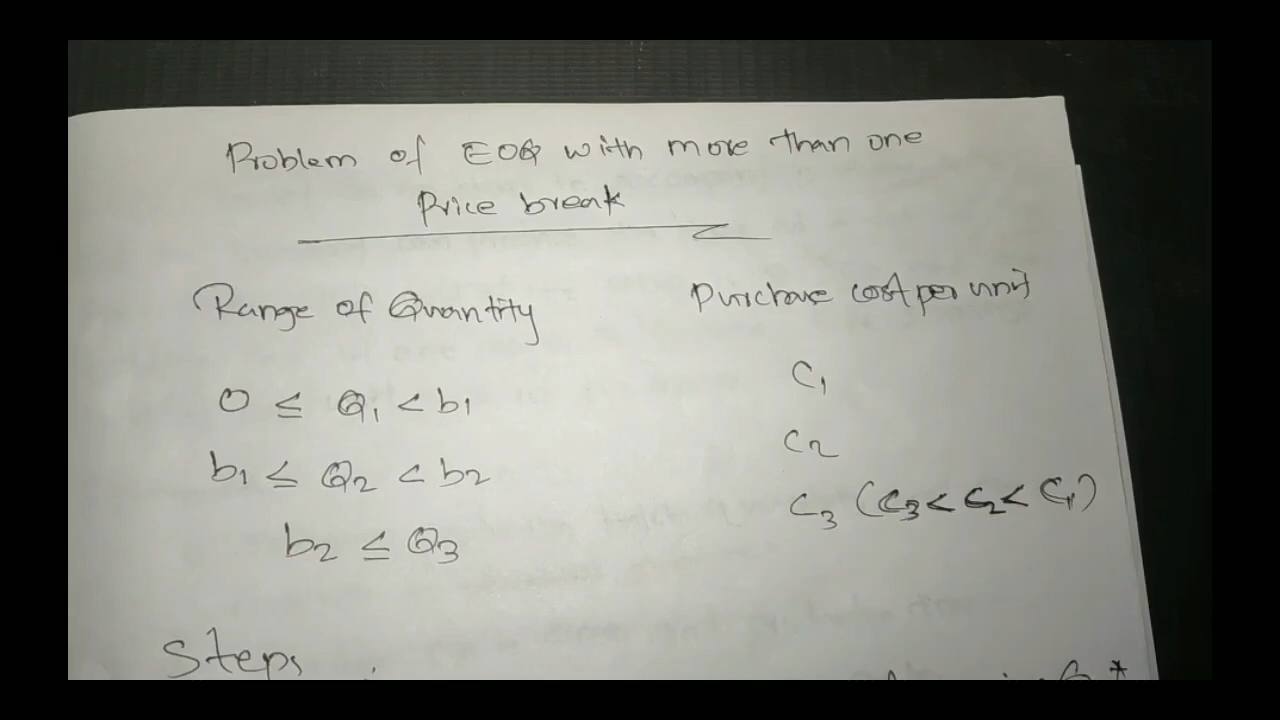 Problem of EOQ with more than one
Price break
Range of Quantity Purchase cost per unit
0 ≤ Q₁ < b₁ C₁
b₁ ≤ Q₂ < b₂ C₂
b₂ ≤ Q₃ C₃ (C₃ < C₂ < C₁)
Steps